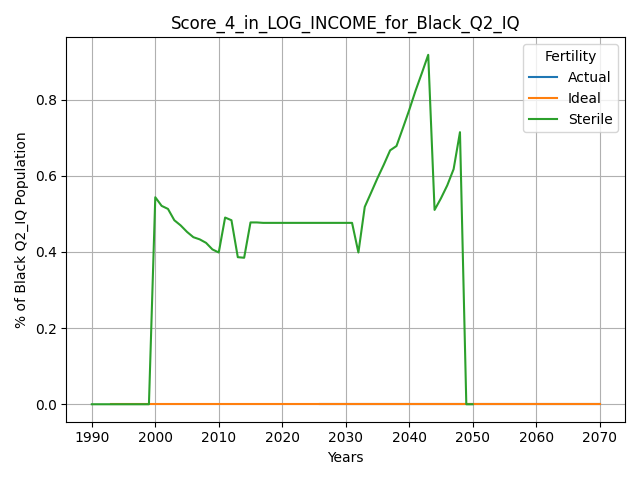 Score_4_in_LOG_INCOME_for_Black_Q2_IQ
Fertility
Actual
Ideal
Sterile
% of Black Q2_IQ Population
0.8
0.6
0.4
0.2
0.0
1990 2000 2010 2020 2030 2040 2050 2060 2070
Years